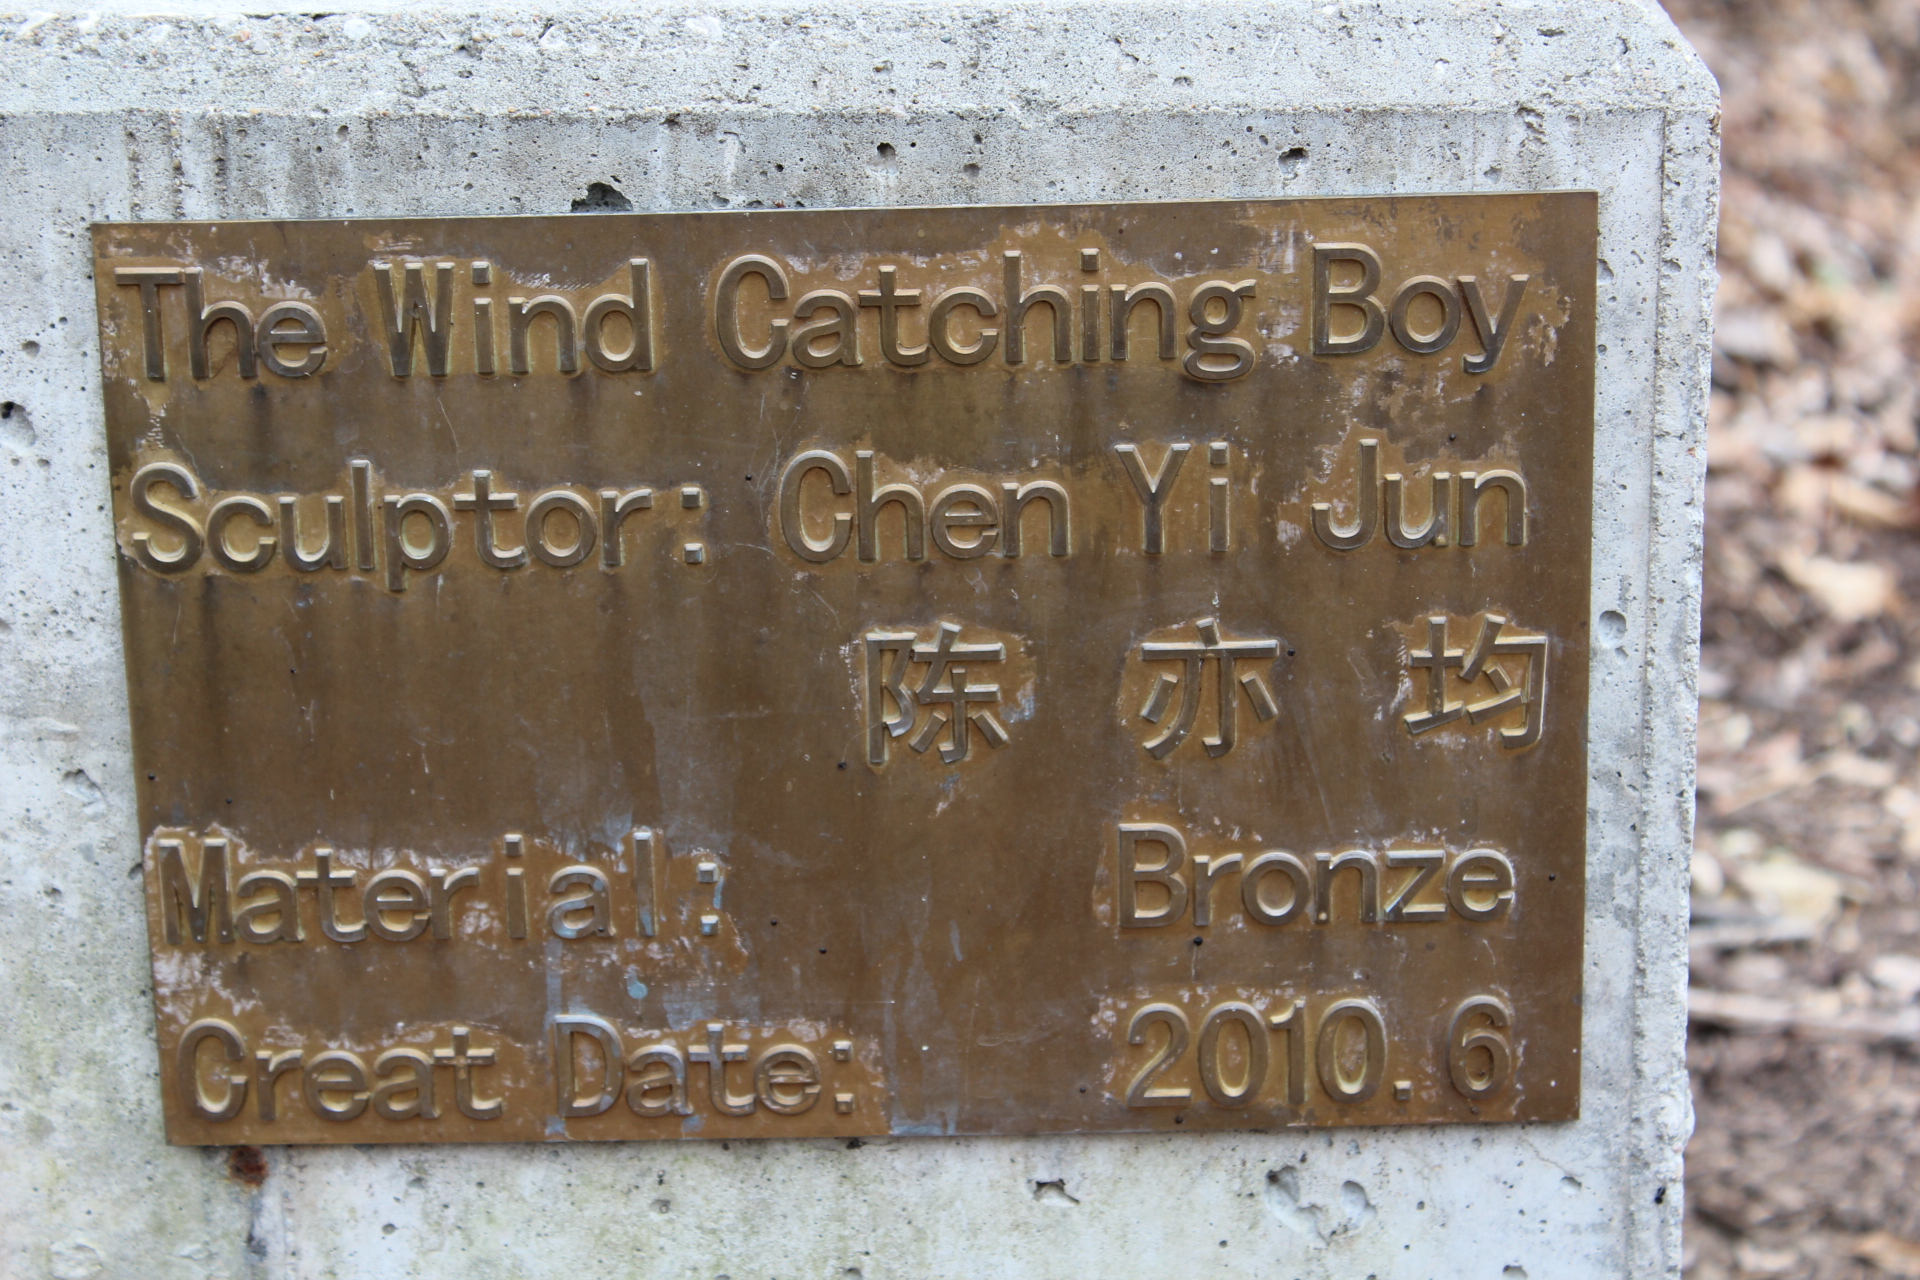 The Wind Catching Boy
Sculptor: Chen Yi Jun
陈 亦 均
Material: Bronze
Creat Date: 2010.6